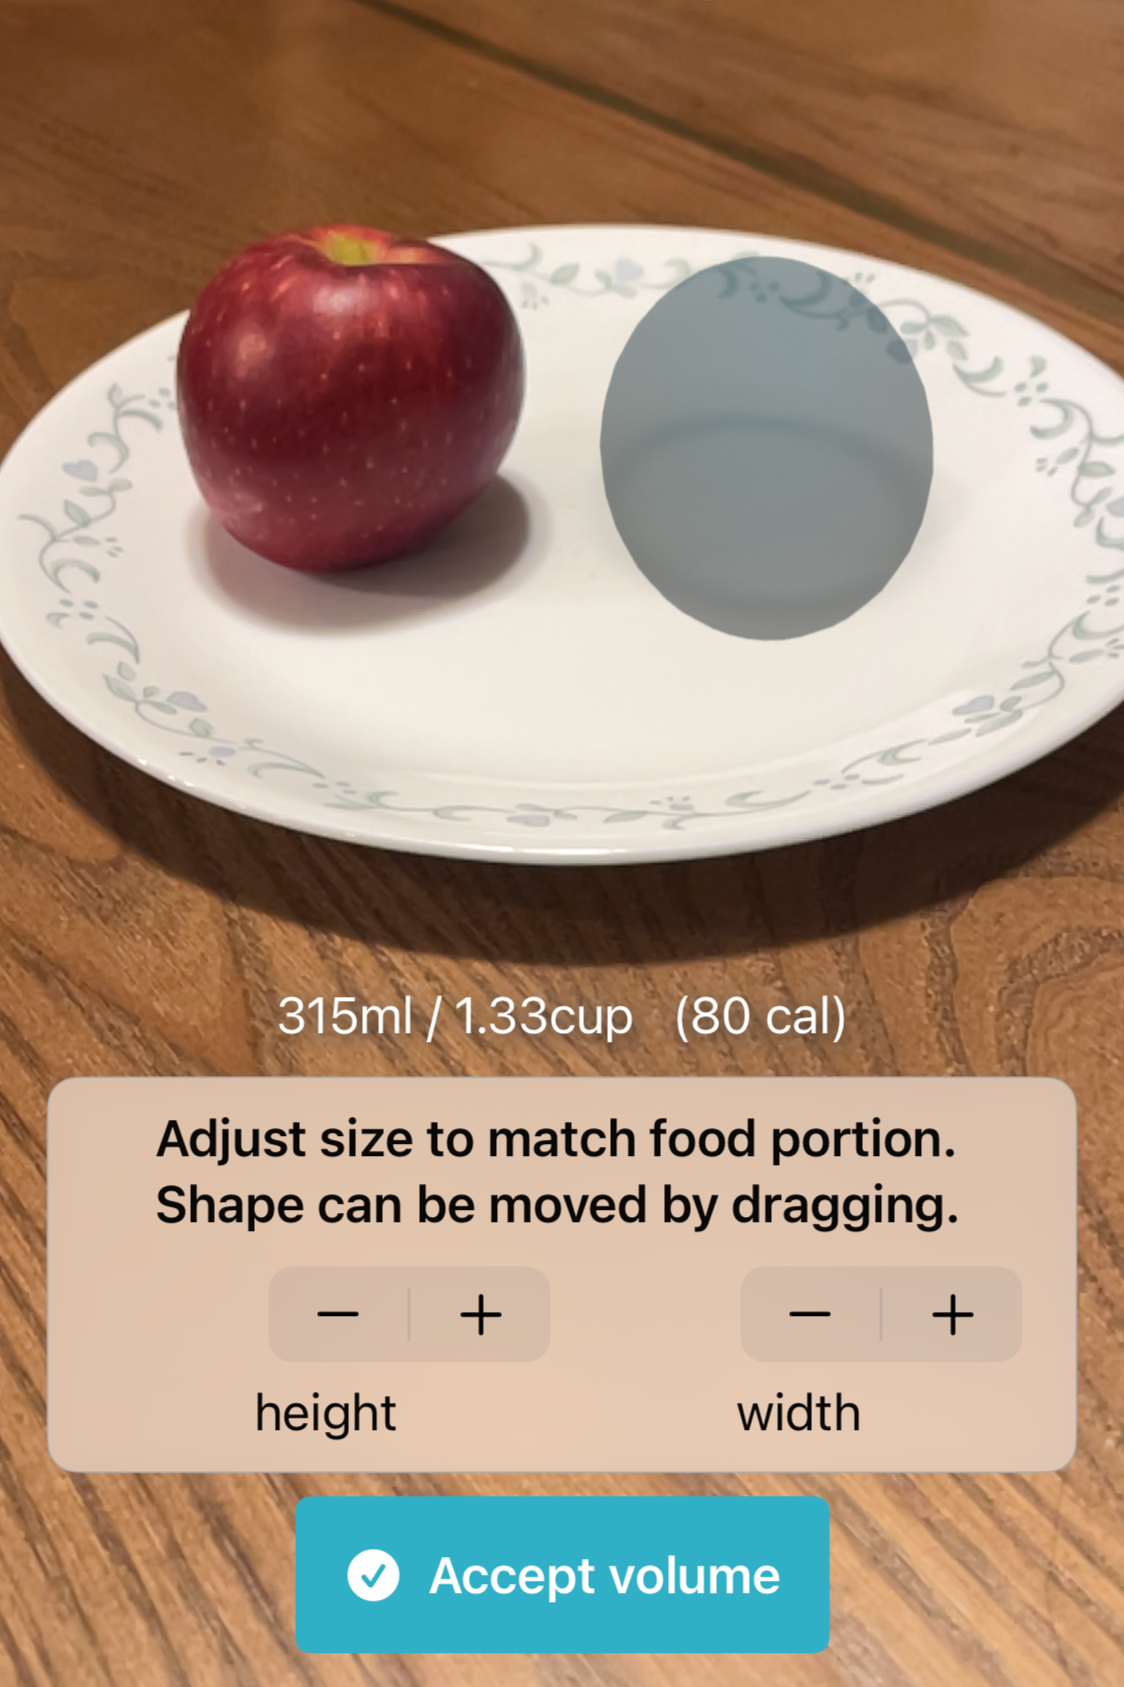 315ml / 1.33cup (80 cal)
Adjust size to match food portion.
Shape can be moved by dragging.
− +
− +
height
width
Accept volume